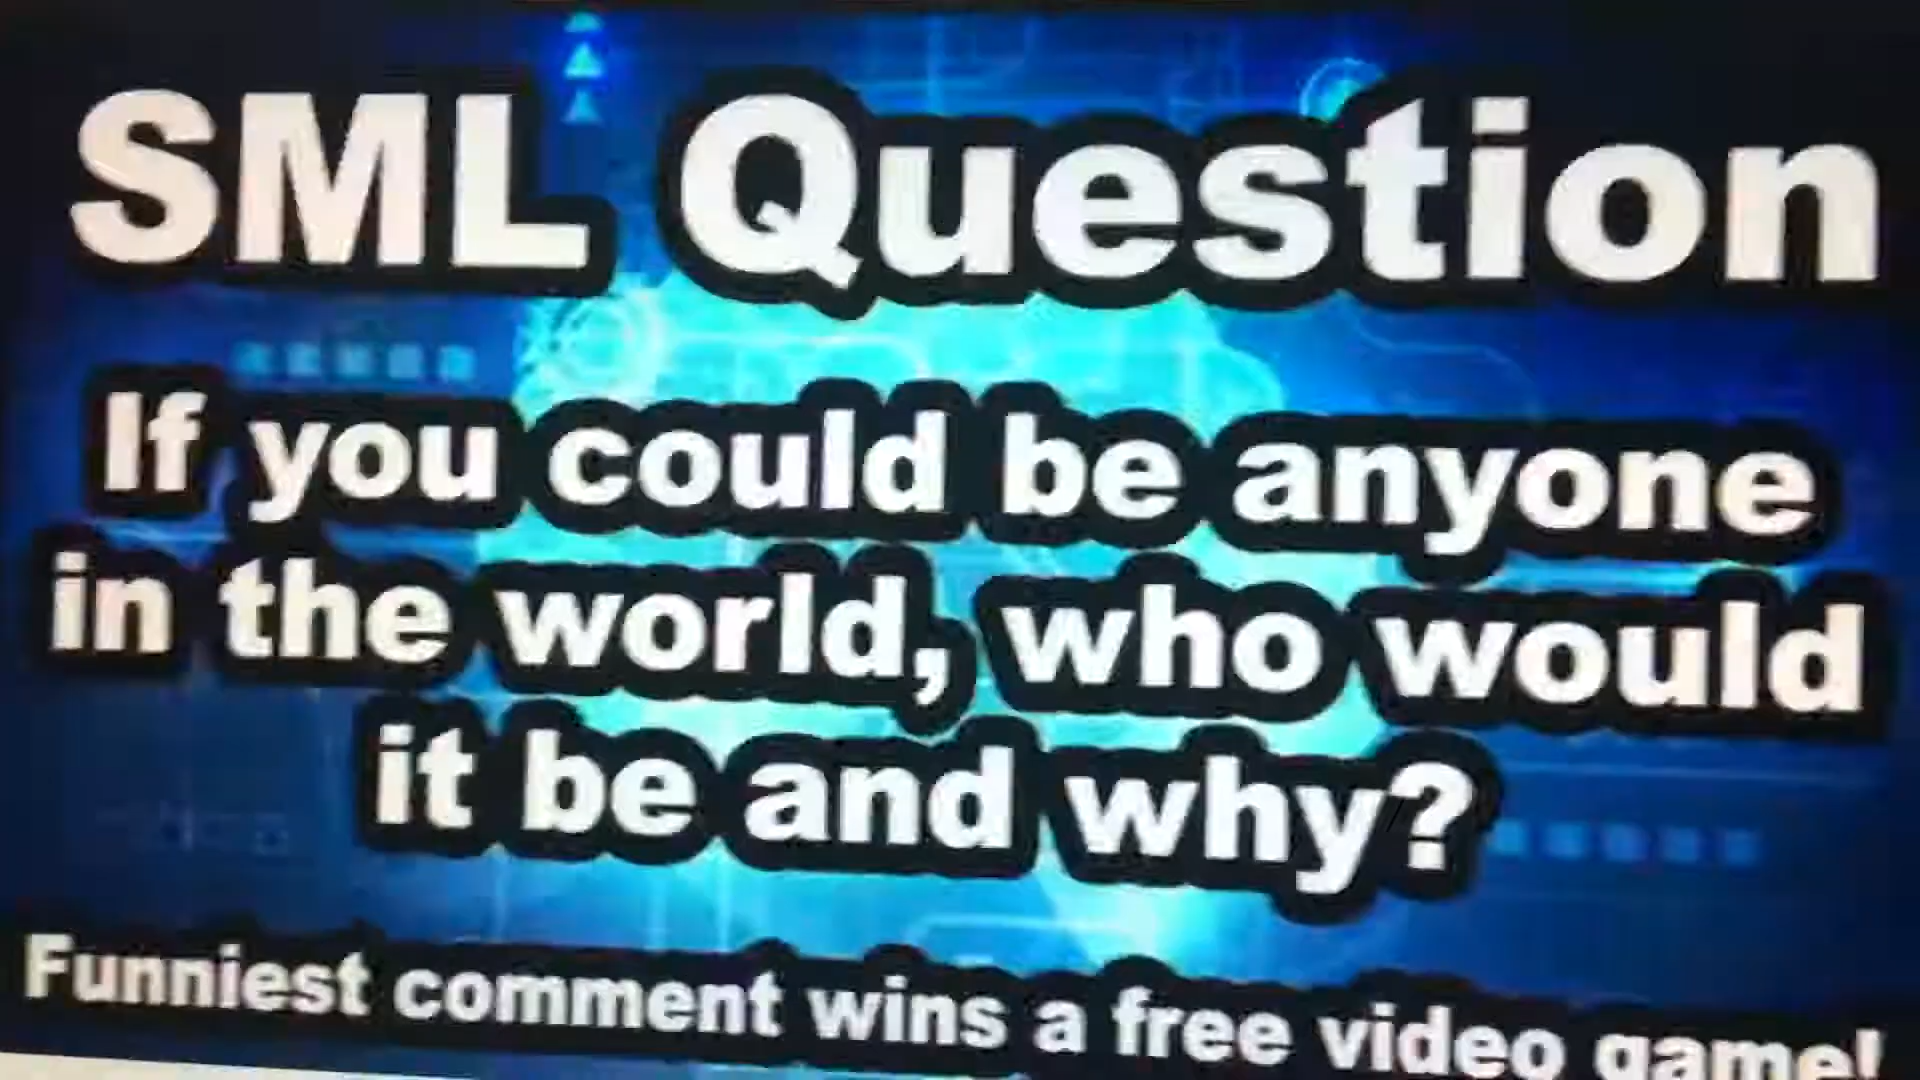 SML Question
If you could be anyone
in the world, who would
it be and why?
Funniest comment wins a free video game!